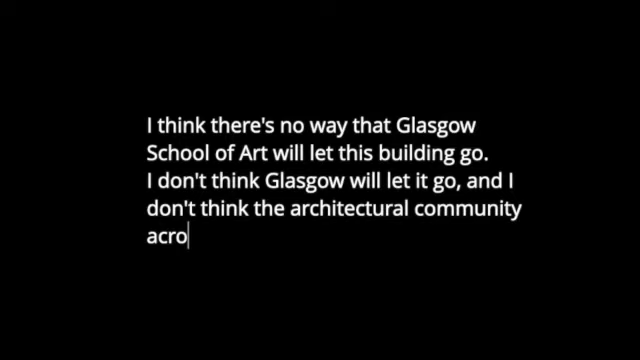 I think there's no way that Glasgow
School of Art will let this building go.
I don't think Glasgow will let it go, and I
don't think the architectural community
acro